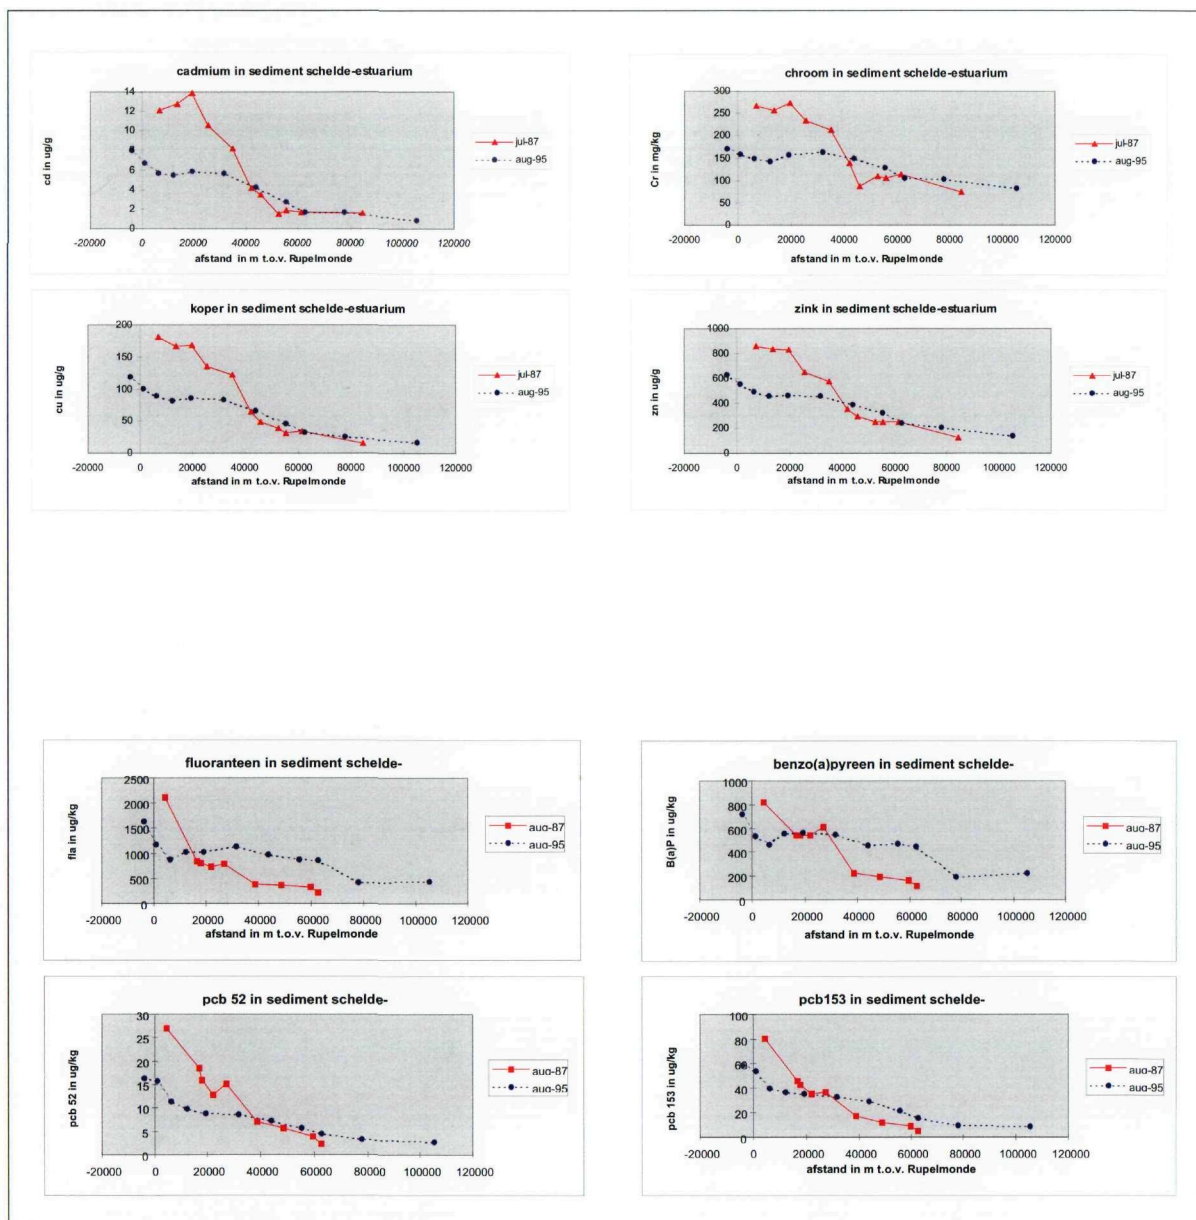 cadmium in sediment schelde-estuarium
cd in ug/g
14
12
10
8
6
4
2
0
-20000 0 20000 40000 60000 80000 100000 120000
afstand in m t.o.v. Rupelmonde
jul-87
aug-95
chroom in sediment schelde-estuarium
Cr in mg/kg
300
250
200
150
100
50
0
-20000 0 20000 40000 60000 80000 100000 120000
afstand in m t.o.v. Rupelmonde
jul-87
aug-95
koper in sediment schelde-estuarium
cu in ug/g
200
150
100
50
0
-20000 0 20000 40000 60000 80000 100000 120000
afstand in m t.o.v. Rupelmonde
jul-87
aug-95
zink in sediment schelde-estuarium
zn in ug/g
1000
800
600
400
200
0
-20000 0 20000 40000 60000 80000 100000 120000
afstand in m t.o.v. Rupelmonde
jul-87
aug-95
fluoranteen in sediment schelde-
fla in ug/kg
2500
2000
1500
1000
500
0
-20000 0 20000 40000 60000 80000 100000 120000
afstand in m t.o.v. Rupelmonde
aug-87
aug-95
benzo(a)pyreen in sediment schelde-
B(a)P in ug/kg
1000
800
600
400
200
0
-20000 0 20000 40000 60000 80000 100000 120000
afstand in m t.o.v. Rupelmonde
aug-87
aug-95
pcb 52 in sediment schelde-
pcb 52 in ug/kg
30
25
20
15
10
5
0
-20000 0 20000 40000 60000 80000 100000 120000
afstand in m t.o.v. Rupelmonde
aug-87
aug-95
pcb153 in sediment schelde-
pcb 153 in ug/kg
100
80
60
40
20
0
-20000 0 20000 40000 60000 80000 100000 120000
afstand in m t.o.v. Rupelmonde
aug-87
aug-95